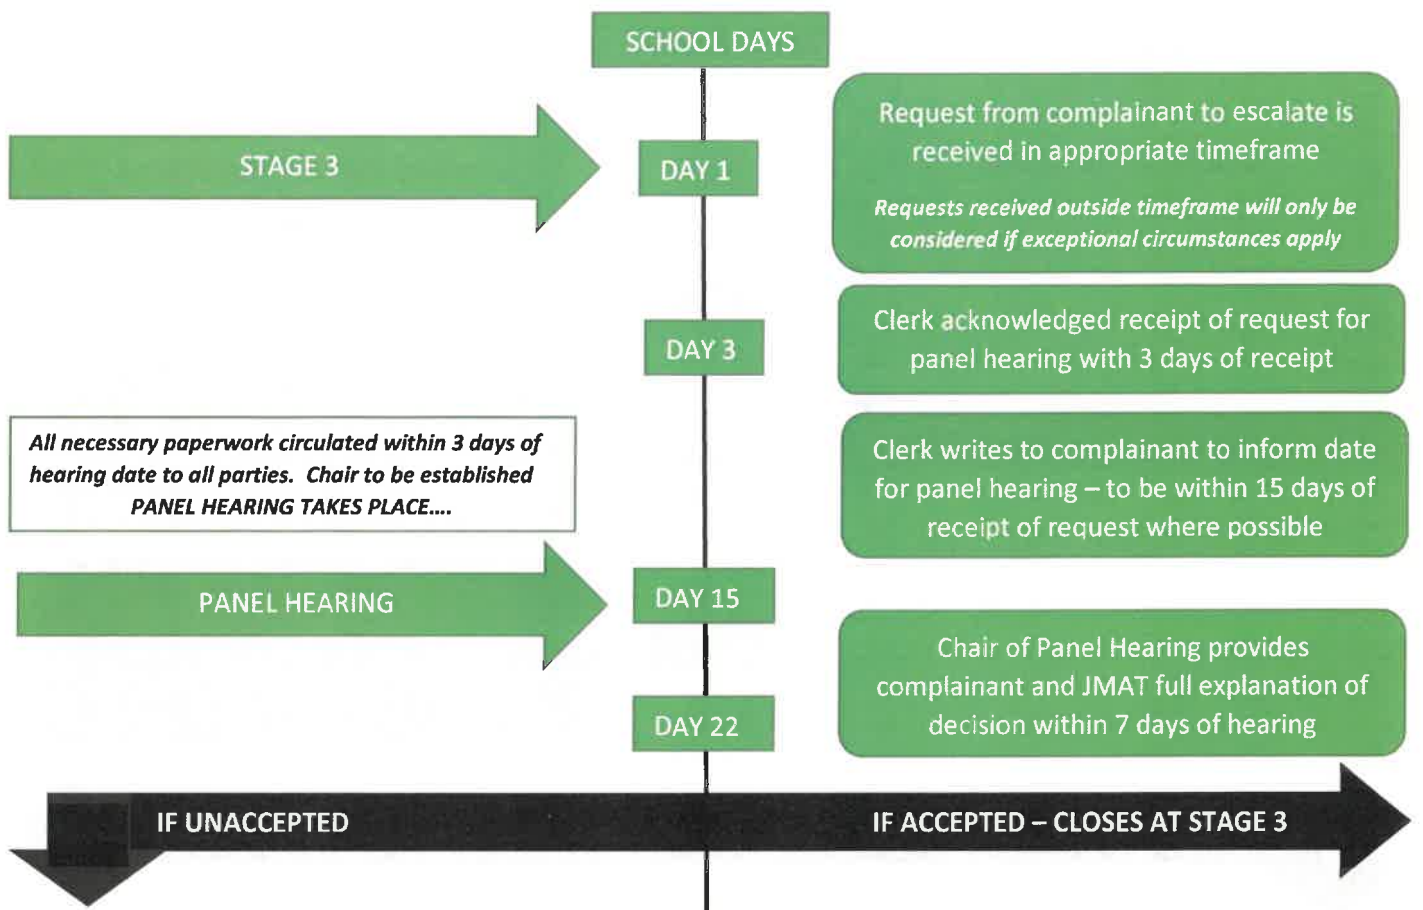 SCHOOL DAYS
STAGE 3
DAY 1
Request from complainant to escalate is
received in appropriate timeframe
Requests received outside timeframe will only be
considered if exceptional circumstances apply
DAY 3
Clerk acknowledged receipt of request for
panel hearing with 3 days of receipt
All necessary paperwork circulated within 3 days of
hearing date to all parties.  Chair to be established
PANEL HEARING TAKES PLACE....
Clerk writes to complainant to inform date
for panel hearing – to be within 15 days of
receipt of request where possible
PANEL HEARING
DAY 15
Chair of Panel Hearing provides
complainant and JMAT full explanation of
decision within 7 days of hearing
DAY 22
IF UNACCEPTED
IF ACCEPTED – CLOSES AT STAGE 3